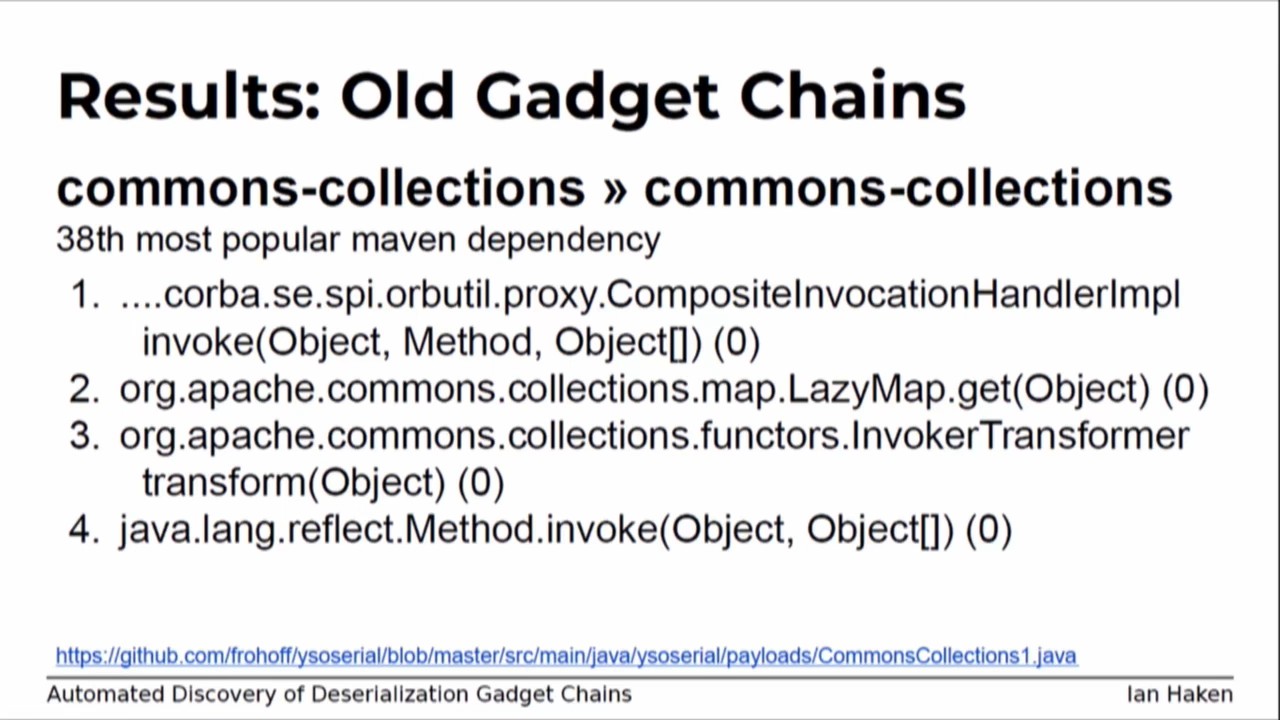 Results: Old Gadget Chains
commons-collections » commons-collections
38th most popular maven dependency
1. ....corba.se.spi.orbutil.proxy.CompositeInvocationHandlerImpl
invoke(Object, Method, Object[]) (0)
2. org.apache.commons.collections.map.LazyMap.get(Object) (0)
3. org.apache.commons.collections.functors.InvokerTransformer
transform(Object) (0)
4. java.lang.reflect.Method.invoke(Object, Object[]) (0)
https://github.com/frohoff/ysoserial/blob/master/src/main/java/ysoserial/payloads/CommonsCollections1.java
Automated Discovery of Deserialization Gadget Chains
Ian Haken